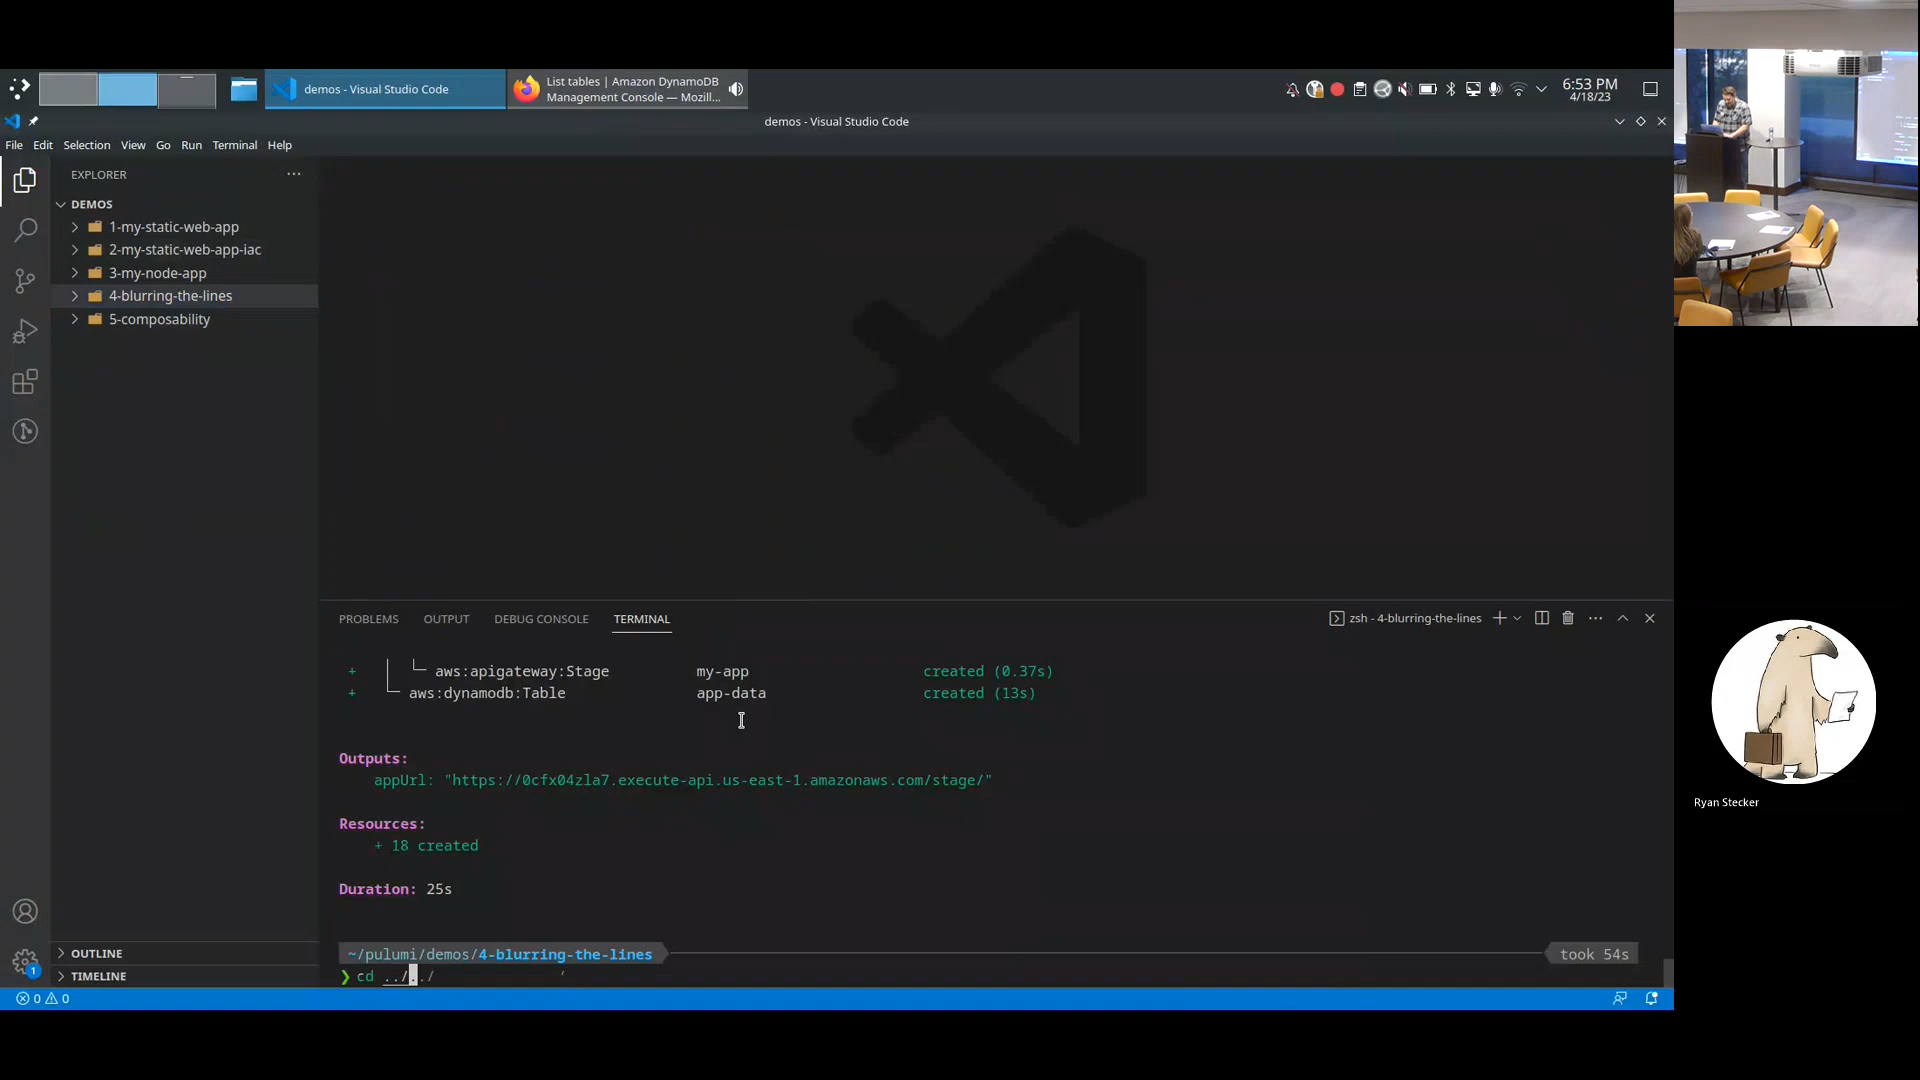 demos - Visual Studio Code
List tables | Amazon DynamoDB
Management Console — Mozill...
6:53 PM
4/18/23
demos - Visual Studio Code
File Edit Selection View Go Run Terminal Help
EXPLORER
DEMOS
1-my-static-web-app
2-my-static-web-app-iac
3-my-node-app
4-blurring-the-lines
5-composability
OUTLINE
TIMELINE
PROBLEMS OUTPUT DEBUG CONSOLE TERMINAL
zsh - 4-blurring-the-lines
+ └─ aws:apigateway:Stage my-app created (0.37s)
+ └─ aws:dynamodb:Table app-data created (13s)
Outputs:
appUrl: "https://0cfx04zla7.execute-api.us-east-1.amazonaws.com/stage/"
Resources:
+ 18 created
Duration: 25s
~/pulumi/demos/4-blurring-the-lines took 54s
❯ cd ../../
1
0 0
Ryan Stecker